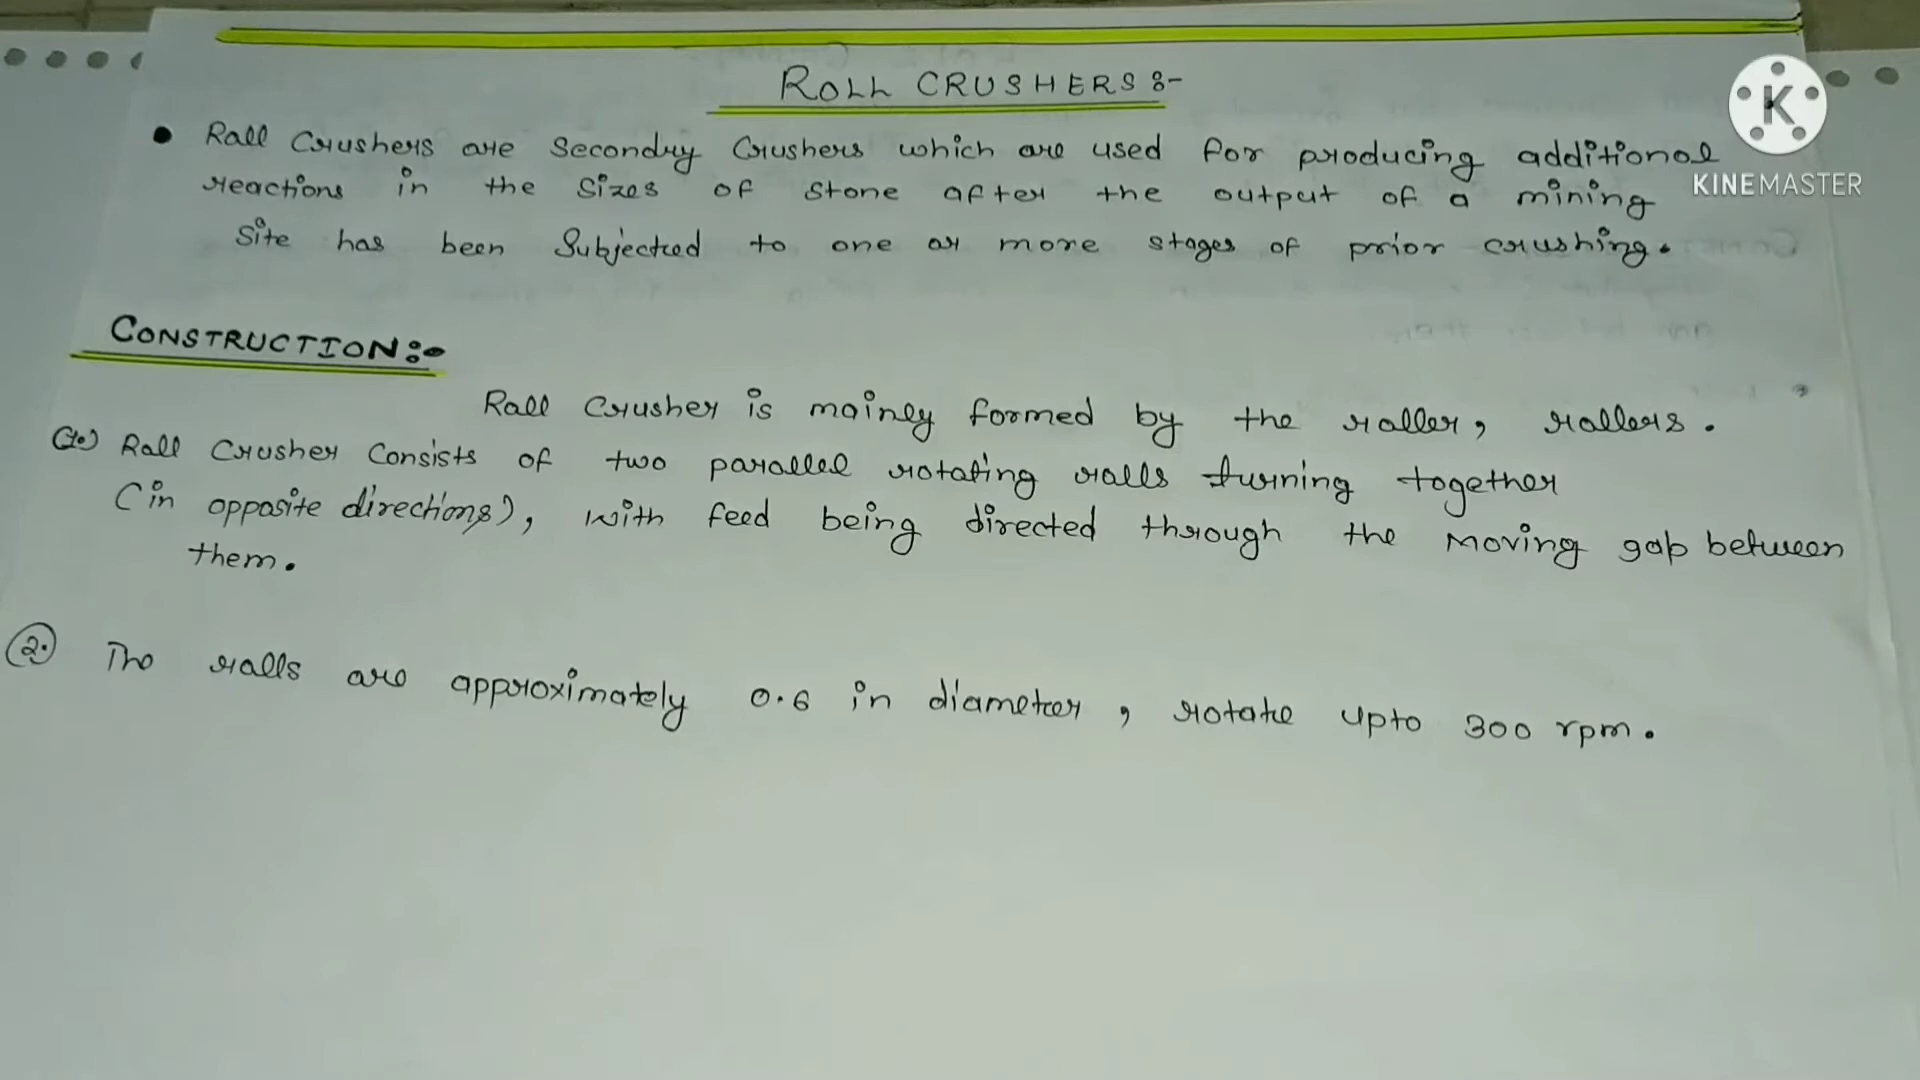 ROLL CRUSHERS :-
• Roll Crushers are Secondry Crushers which are used for producing additional
reactions in the sizes of stone after the output of a mining
Site has been Subjected to one or more stages of prior crushing.
CONSTRUCTION :-
Roll Crusher is mainly formed by the roller, rollers.
(1.) Roll Crusher Consists of two parallel rotating rolls turning together
(in opposite directions), with feed being directed through the moving gap between
them.
(2.) The rolls are approximately 0.6 in diameter, rotate upto 300 rpm.
K
KINEMASTER